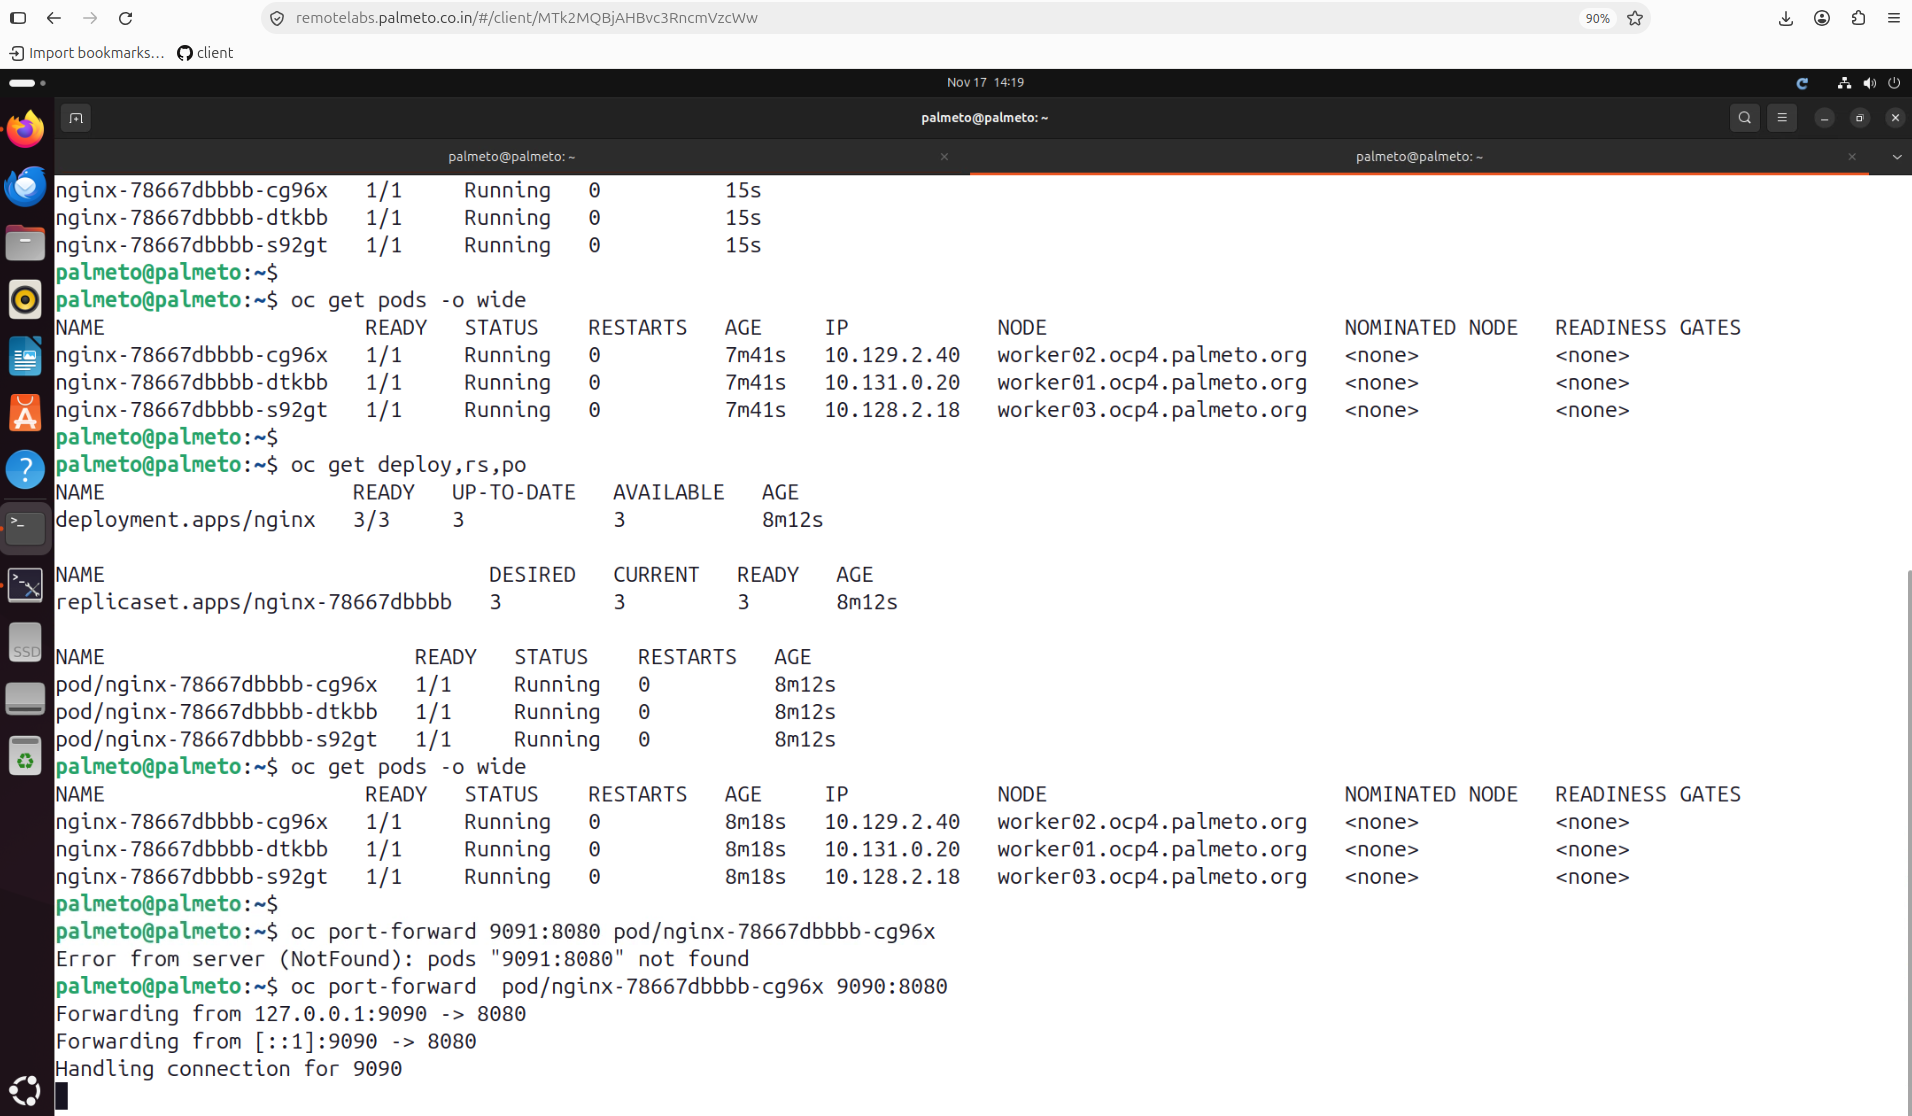 remotelabs.palmeto.co.in/#/client/MTk2MQBjAHBvc3RncmVzcWw
90%
Import bookmarks...
client
Nov 17 14:19
palmeto@palmeto: ~
palmeto@palmeto: ~
palmeto@palmeto: ~
nginx-78667dbbbb-cg96x 1/1 Running 0 15s
nginx-78667dbbbb-dtkbb 1/1 Running 0 15s
nginx-78667dbbbb-s92gt 1/1 Running 0 15s
palmeto@palmeto:~$
palmeto@palmeto:~$ oc get pods -o wide
NAME READY STATUS RESTARTS AGE IP NODE NOMINATED NODE READINESS GATES
nginx-78667dbbbb-cg96x 1/1 Running 0 7m41s 10.129.2.40 worker02.ocp4.palmeto.org <none> <none>
nginx-78667dbbbb-dtkbb 1/1 Running 0 7m41s 10.131.0.20 worker01.ocp4.palmeto.org <none> <none>
nginx-78667dbbbb-s92gt 1/1 Running 0 7m41s 10.128.2.18 worker03.ocp4.palmeto.org <none> <none>
palmeto@palmeto:~$
palmeto@palmeto:~$ oc get deploy,rs,po
NAME READY UP-TO-DATE AVAILABLE AGE
deployment.apps/nginx 3/3 3 3 8m12s
NAME DESIRED CURRENT READY AGE
replicaset.apps/nginx-78667dbbbb 3 3 3 8m12s
NAME READY STATUS RESTARTS AGE
pod/nginx-78667dbbbb-cg96x 1/1 Running 0 8m12s
pod/nginx-78667dbbbb-dtkbb 1/1 Running 0 8m12s
pod/nginx-78667dbbbb-s92gt 1/1 Running 0 8m12s
palmeto@palmeto:~$ oc get pods -o wide
NAME READY STATUS RESTARTS AGE IP NODE NOMINATED NODE READINESS GATES
nginx-78667dbbbb-cg96x 1/1 Running 0 8m18s 10.129.2.40 worker02.ocp4.palmeto.org <none> <none>
nginx-78667dbbbb-dtkbb 1/1 Running 0 8m18s 10.131.0.20 worker01.ocp4.palmeto.org <none> <none>
nginx-78667dbbbb-s92gt 1/1 Running 0 8m18s 10.128.2.18 worker03.ocp4.palmeto.org <none> <none>
palmeto@palmeto:~$
palmeto@palmeto:~$ oc port-forward 9091:8080 pod/nginx-78667dbbbb-cg96x
Error from server (NotFound): pods "9091:8080" not found
palmeto@palmeto:~$ oc port-forward  pod/nginx-78667dbbbb-cg96x 9090:8080
Forwarding from 127.0.0.1:9090 -> 8080
Forwarding from [::1]:9090 -> 8080
Handling connection for 9090
SSD